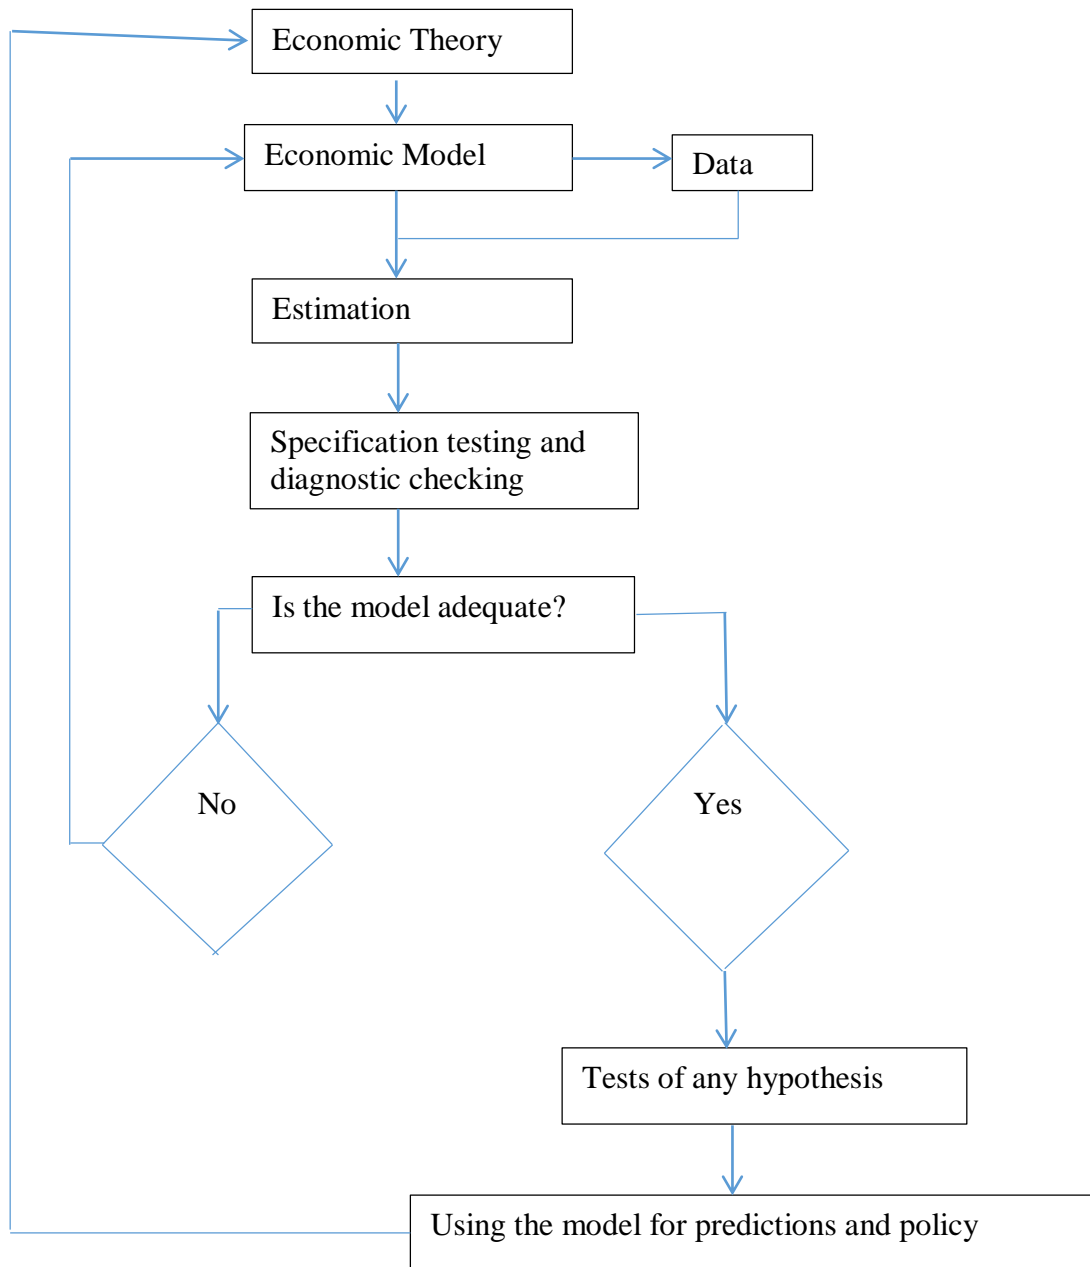 Economic Theory
Economic Model
Data
Estimation
Specification testing and
diagnostic checking
Is the model adequate?
No
Yes
Tests of any hypothesis
Using the model for predictions and policy